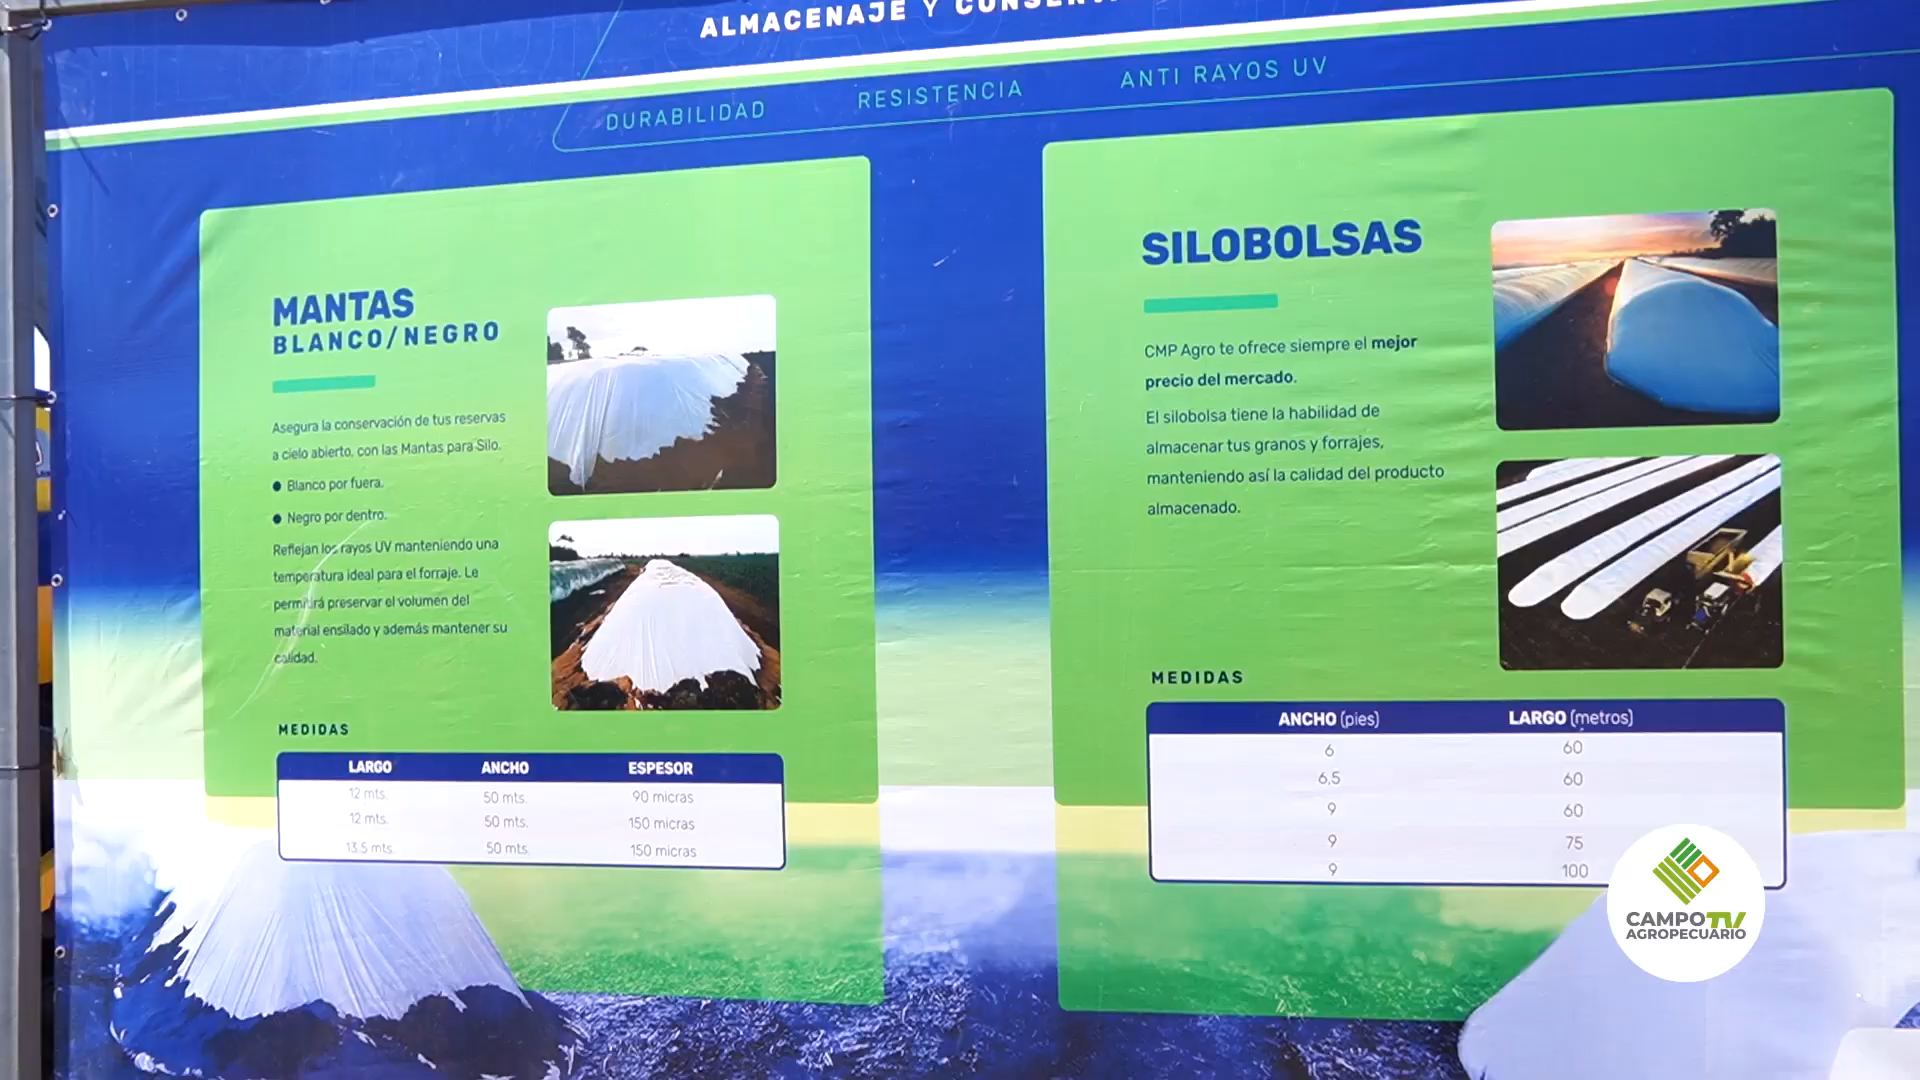 ALMACENAJE Y
DURABILIDAD RESISTENCIA ANTI RAYOS UV
MANTAS
BLANCO/NEGRO
Asegura la conservación de tus reservas
a cielo abierto, con las Mantas para Silo.
● Blanco por fuera.
● Negro por dentro.
Reflejan los rayos UV manteniendo una
temperatura ideal para el forraje. Le
permitirá preservar el volumen del
material ensilado y además mantener su
calidad.
MEDIDAS
LARGO ANCHO ESPESOR
12 mts. 50 mts. 90 micras
12 mts. 50 mts. 150 micras
13.5 mts. 50 mts. 150 micras
SILOBOLSAS
CMP Agro te ofrece siempre el mejor
precio del mercado.
El silobolsa tiene la habilidad de
almacenar tus granos y forrajes,
manteniendo así la calidad del producto
almacenado.
MEDIDAS
ANCHO (pies) LARGO (metros)
6 60
6,5 60
9 60
9 75
9 100
CAMPO TV
AGROPECUARIO